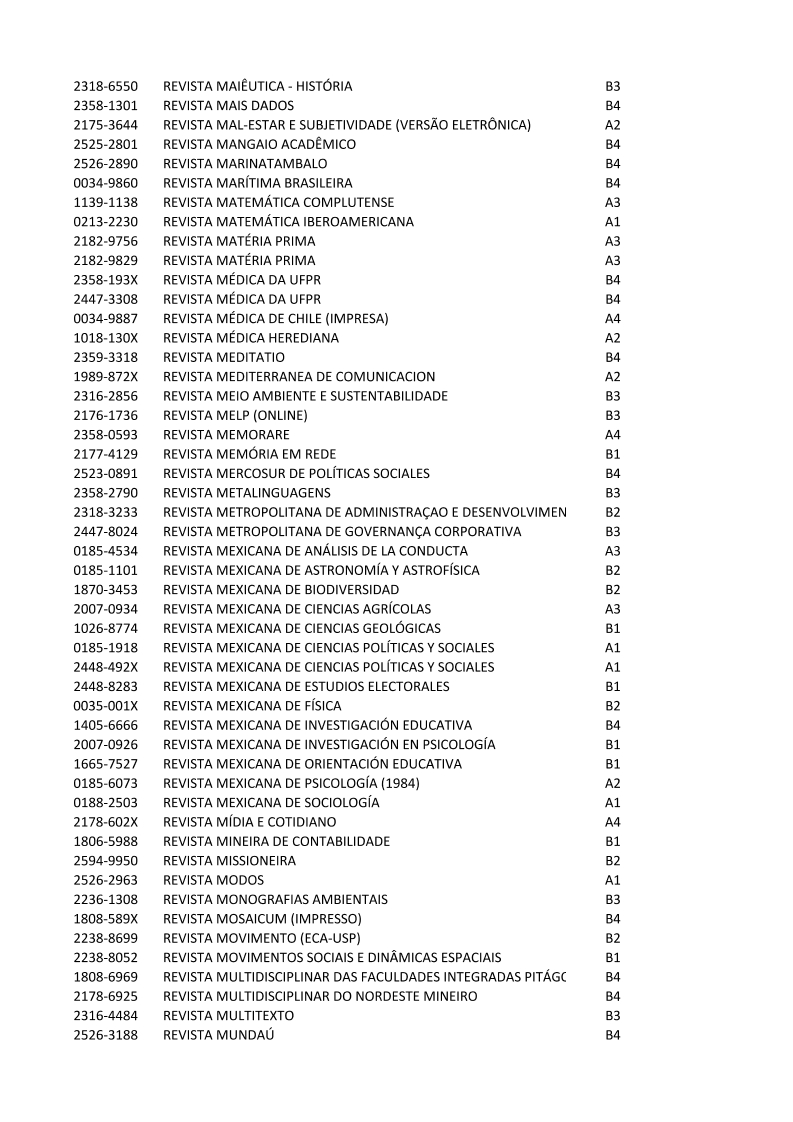 2318-6550 REVISTA MAIÊUTICA - HISTÓRIA B3
2358-1301 REVISTA MAIS DADOS B4
2175-3644 REVISTA MAL-ESTAR E SUBJETIVIDADE (VERSÃO ELETRÔNICA) A2
2525-2801 REVISTA MANGAIO ACADÊMICO B4
2526-2890 REVISTA MARINATAMBALO B4
0034-9860 REVISTA MARÍTIMA BRASILEIRA B4
1139-1138 REVISTA MATEMÁTICA COMPLUTENSE A3
0213-2230 REVISTA MATEMÁTICA IBEROAMERICANA A1
2182-9756 REVISTA MATÉRIA PRIMA A3
2182-9829 REVISTA MATÉRIA PRIMA A3
2358-193X REVISTA MÉDICA DA UFPR B4
2447-3308 REVISTA MÉDICA DA UFPR B4
0034-9887 REVISTA MÉDICA DE CHILE (IMPRESA) A4
1018-130X REVISTA MÉDICA HEREDIANA A2
2359-3318 REVISTA MEDITATIO B4
1989-872X REVISTA MEDITERRANEA DE COMUNICACION A2
2316-2856 REVISTA MEIO AMBIENTE E SUSTENTABILIDADE B3
2176-1736 REVISTA MELP (ONLINE) B3
2358-0593 REVISTA MEMORARE A4
2177-4129 REVISTA MEMÓRIA EM REDE B1
2523-0891 REVISTA MERCOSUR DE POLÍTICAS SOCIALES B4
2358-2790 REVISTA METALINGUAGENS B3
2318-3233 REVISTA METROPOLITANA DE ADMINISTRAÇAO E DESENVOLVIMEN B2
2447-8024 REVISTA METROPOLITANA DE GOVERNANÇA CORPORATIVA B3
0185-4534 REVISTA MEXICANA DE ANÁLISIS DE LA CONDUCTA A3
0185-1101 REVISTA MEXICANA DE ASTRONOMÍA Y ASTROFÍSICA B2
1870-3453 REVISTA MEXICANA DE BIODIVERSIDAD B2
2007-0934 REVISTA MEXICANA DE CIENCIAS AGRÍCOLAS A3
1026-8774 REVISTA MEXICANA DE CIENCIAS GEOLÓGICAS B1
0185-1918 REVISTA MEXICANA DE CIENCIAS POLÍTICAS Y SOCIALES A1
2448-492X REVISTA MEXICANA DE CIENCIAS POLÍTICAS Y SOCIALES A1
2448-8283 REVISTA MEXICANA DE ESTUDIOS ELECTORALES B1
0035-001X REVISTA MEXICANA DE FÍSICA B2
1405-6666 REVISTA MEXICANA DE INVESTIGACIÓN EDUCATIVA B4
2007-0926 REVISTA MEXICANA DE INVESTIGACIÓN EN PSICOLOGÍA B1
1665-7527 REVISTA MEXICANA DE ORIENTACIÓN EDUCATIVA B1
0185-6073 REVISTA MEXICANA DE PSICOLOGÍA (1984) A2
0188-2503 REVISTA MEXICANA DE SOCIOLOGÍA A1
2178-602X REVISTA MÍDIA E COTIDIANO A4
1806-5988 REVISTA MINEIRA DE CONTABILIDADE B1
2594-9950 REVISTA MISSIONEIRA B2
2526-2963 REVISTA MODOS A1
2236-1308 REVISTA MONOGRAFIAS AMBIENTAIS B3
1808-589X REVISTA MOSAICUM (IMPRESSO) B4
2238-8699 REVISTA MOVIMENTO (ECA-USP) B2
2238-8052 REVISTA MOVIMENTOS SOCIAIS E DINÂMICAS ESPACIAIS B1
1808-6969 REVISTA MULTIDISCIPLINAR DAS FACULDADES INTEGRADAS PITÁGO B4
2178-6925 REVISTA MULTIDISCIPLINAR DO NORDESTE MINEIRO B4
2316-4484 REVISTA MULTITEXTO B3
2526-3188 REVISTA MUNDAÚ B4